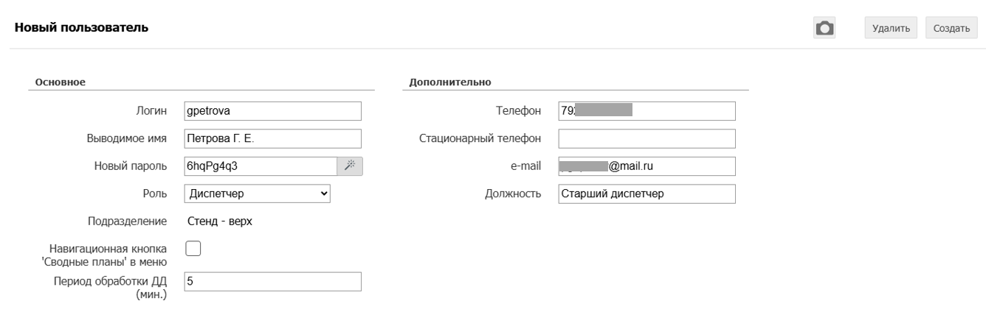 Новый пользователь
Удалить
Создать
Основное
Логин
gpetrova
Выводимое имя
Петрова Г. Е.
Новый пароль
6hqPg4q3
Роль
Диспетчер
Подразделение
Стенд - верх
Навигационная кнопка
'Сводные планы' в меню
Период обработки ДД
(мин.)
5
Дополнительно
Телефон
79
Стационарный телефон
e-mail
@mail.ru
Должность
Старший диспетчер